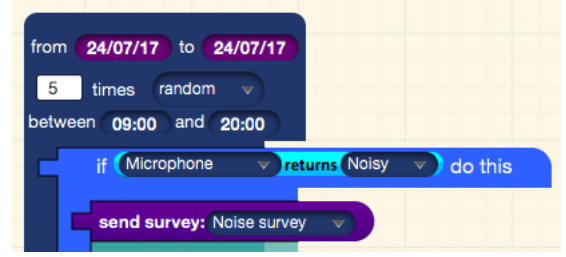 from 24/07/17 to 24/07/17
5 times random
between 09:00 and 20:00
if Microphone returns Noisy do this
send survey: Noise survey